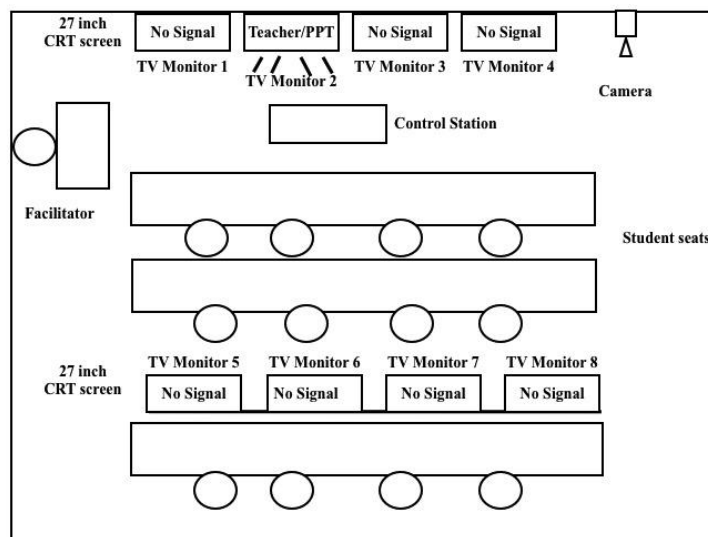 27 inch
CRT screen
No Signal
Teacher/PPT
No Signal
No Signal
TV Monitor 1
TV Monitor 2
TV Monitor 3
TV Monitor 4
Camera
Control Station
Facilitator
Student seats
27 inch
CRT screen
TV Monitor 5
TV Monitor 6
TV Monitor 7
TV Monitor 8
No Signal
No Signal
No Signal
No Signal